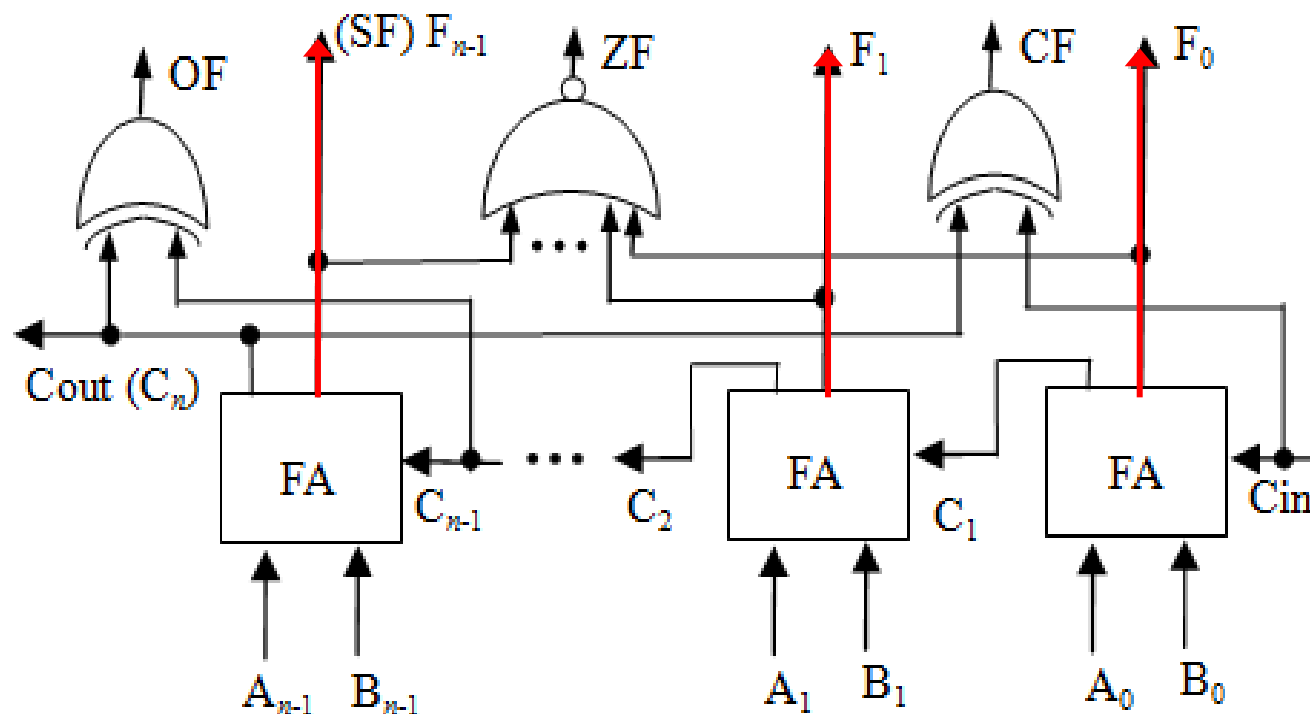 OF
(SF) Fn-1
ZF
F1
CF
F0
Cout (Cn)
FA
Cn-1
C2
FA
C1
FA
Cin
An-1
Bn-1
A1
B1
A0
B0